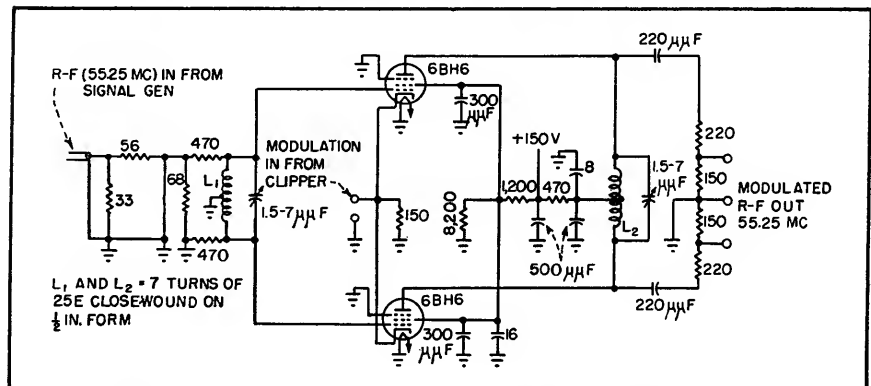 R-F (55.25 MC) IN FROM
SIGNAL GEN
56
33
68
470
470
L1
1.5-7μμF
MODULATION
IN FROM
CLIPPER
6BH6
300
μμF
+150V
150
8,200
1,200
470
8
500μμF
L2
1.5-7
μμF
220μμF
220
150
150
220
MODULATED
R-F OUT
55.25 MC
6BH6
300
μμF
16
220μμF
L1 AND L2 = 7 TURNS OF
25E CLOSE-WOUND ON
1/2 IN. FORM